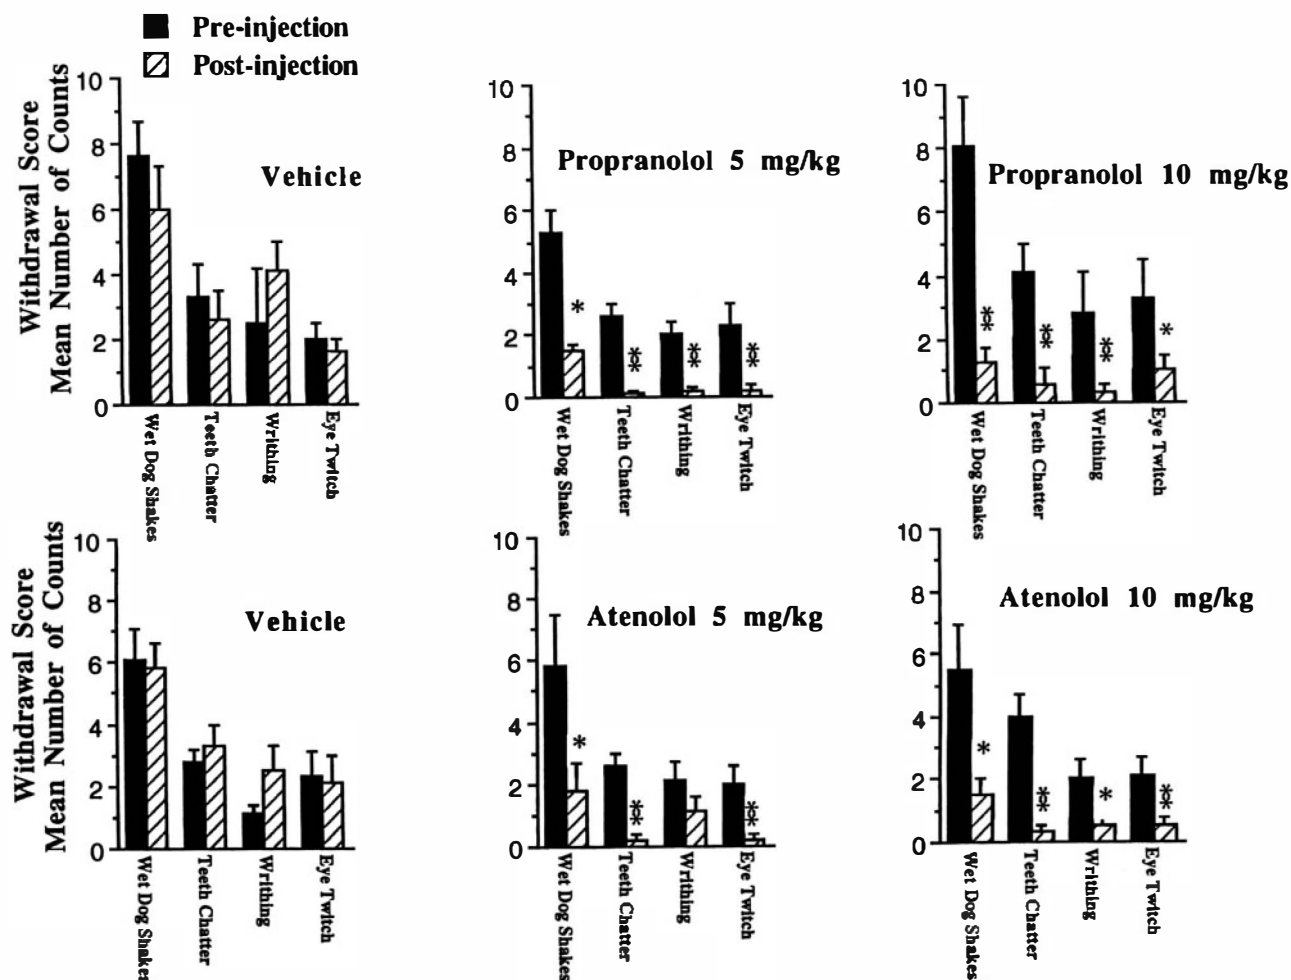 Pre-injection
Post-injection
Withdrawal Score
Mean Number of Counts
10
8
6
4
2
0
Vehicle
Wet Dog Shakes
Teeth Chatter
Writhing
Eye Twitch
10
8
6
4
2
0
Propranolol 5 mg/kg
*
**
**
**
Wet Dog Shakes
Teeth Chatter
Writhing
Eye Twitch
10
8
6
4
2
0
Propranolol 10 mg/kg
**
**
**
*
Wet Dog Shakes
Teeth Chatter
Writhing
Eye Twitch
Withdrawal Score
Mean Number of Counts
10
8
6
4
2
0
Vehicle
Wet Dog Shakes
Teeth Chatter
Writhing
Eye Twitch
10
8
6
4
2
0
Atenolol 5 mg/kg
*
**
**
Wet Dog Shakes
Teeth Chatter
Writhing
Eye Twitch
10
8
6
4
2
0
Atenolol 10 mg/kg
*
**
*
**
Wet Dog Shakes
Teeth Chatter
Writhing
Eye Twitch